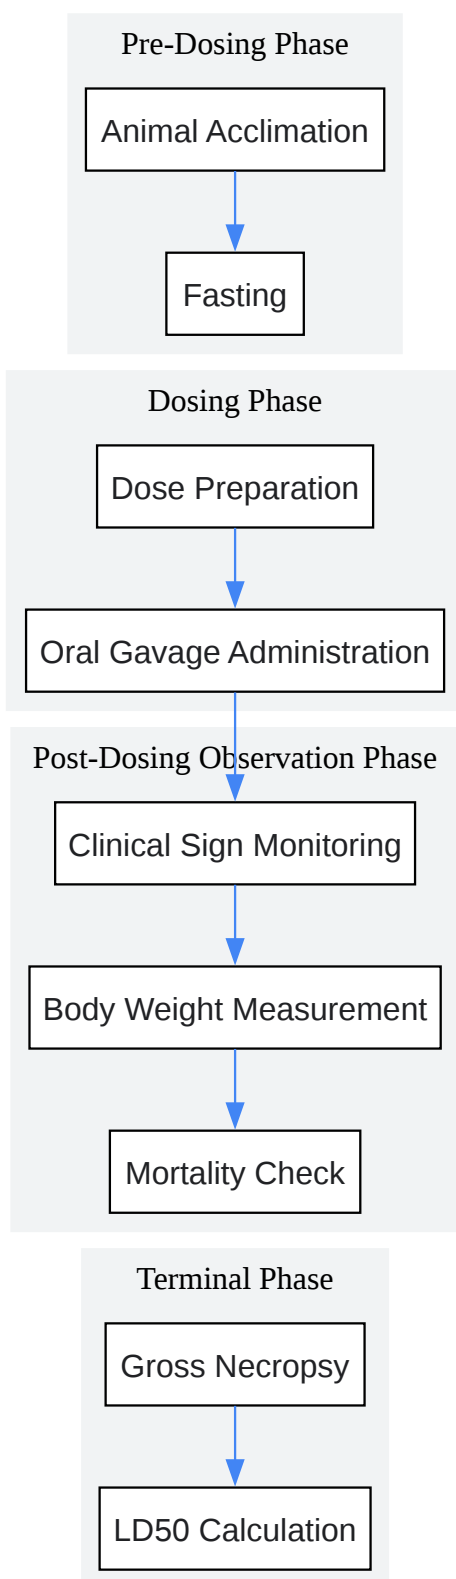 Pre-Dosing Phase
Animal Acclimation
Fasting
Dosing Phase
Dose Preparation
Oral Gavage Administration
Post-Dosing Observation Phase
Clinical Sign Monitoring
Body Weight Measurement
Mortality Check
Terminal Phase
Gross Necropsy
LD50 Calculation